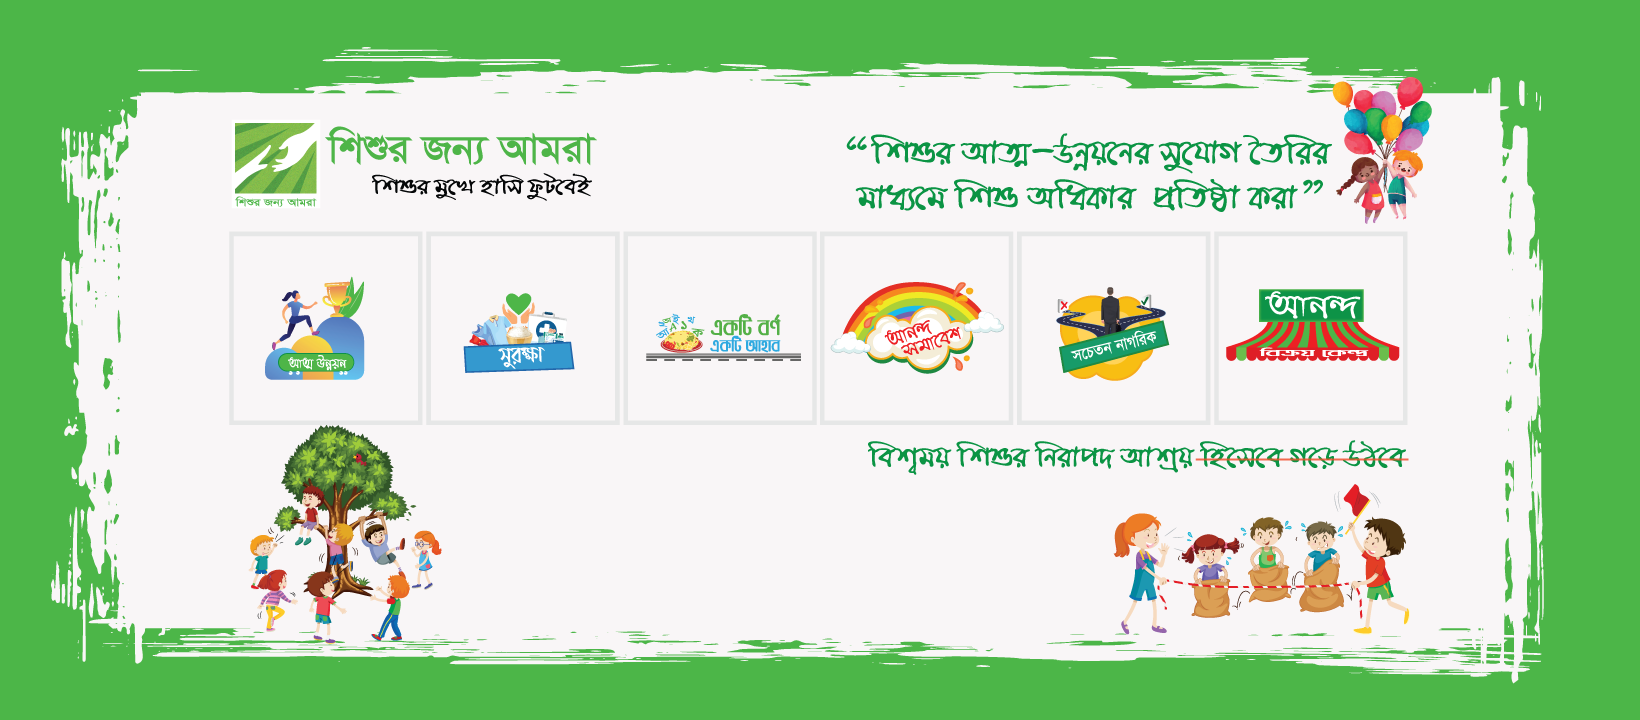 শিশুর জন্য আমরা
শিশুর জন্য আমরা
শিশুর মুখে হাসি ফুটবেই
“শিশুর আত্ম-উন্নয়নের সুযোগ তৈরির
মাধ্যমে শিশু অধিকার প্রতিষ্ঠা করা”
আত্ম উন্নয়ন
সুরক্ষা
একটি বর্ণ
একটি আহার
আনন্দ
সমাবেশ
সচেতন নাগরিক
আনন্দ
বিক্রয় কেন্দ্র
বিশ্বময় শিশুর নিরাপদ আশ্রয় হিসেবে গড়ে উঠবে